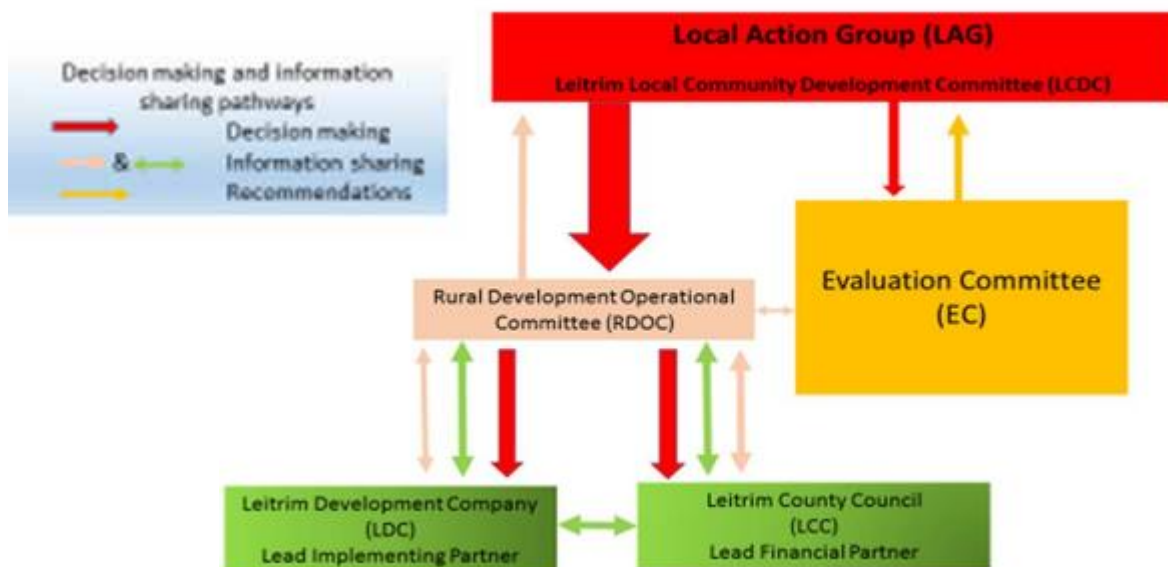 Local Action Group (LAG)
Leitrim Local Community Development Committee (LCDC)
Decision making and information
sharing pathways
Decision making
& Information sharing
Recommendations
Rural Development Operational
Committee (RDOC)
Evaluation Committee
(EC)
Leitrim Development Company
(LDC)
Lead Implementing Partner
Leitrim County Council
(LCC)
Lead Financial Partner